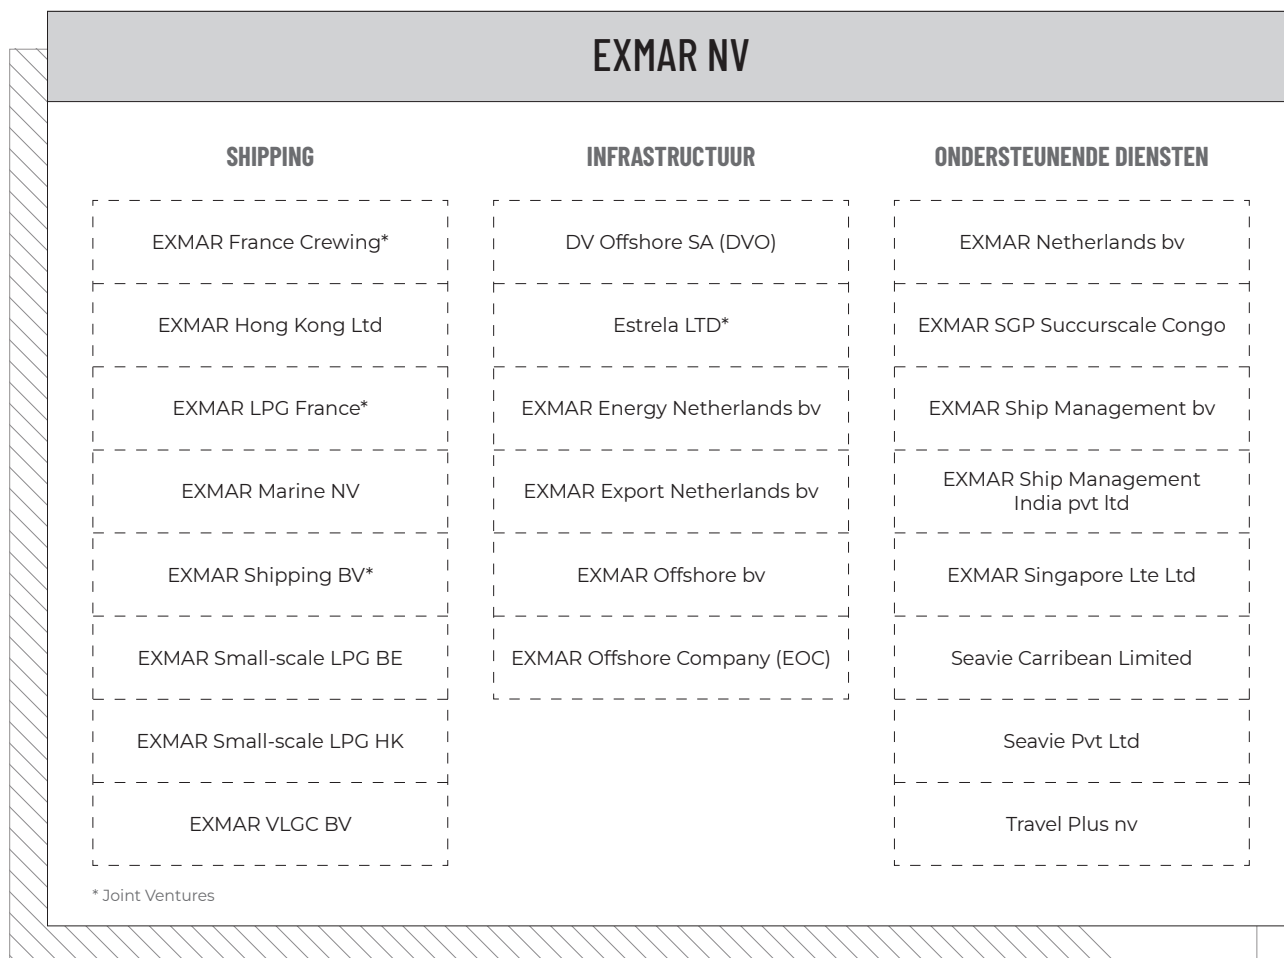 EXMAR NV
SHIPPING
EXMAR France Crewing*
EXMAR Hong Kong Ltd
EXMAR LPG France*
EXMAR Marine NV
EXMAR Shipping BV*
EXMAR Small-scale LPG BE
EXMAR Small-scale LPG HK
EXMAR VLGC BV
* Joint Ventures
INFRASTRUCTUUR
DV Offshore SA (DVO)
Estrela LTD*
EXMAR Energy Netherlands bv
EXMAR Export Netherlands bv
EXMAR Offshore bv
EXMAR Offshore Company (EOC)
ONDERSTEUNENDE DIENSTEN
EXMAR Netherlands bv
EXMAR SGP Succurscale Congo
EXMAR Ship Management bv
EXMAR Ship Management
India pvt ltd
EXMAR Singapore Lte Ltd
Seavie Carribean Limited
Seavie Pvt Ltd
Travel Plus nv